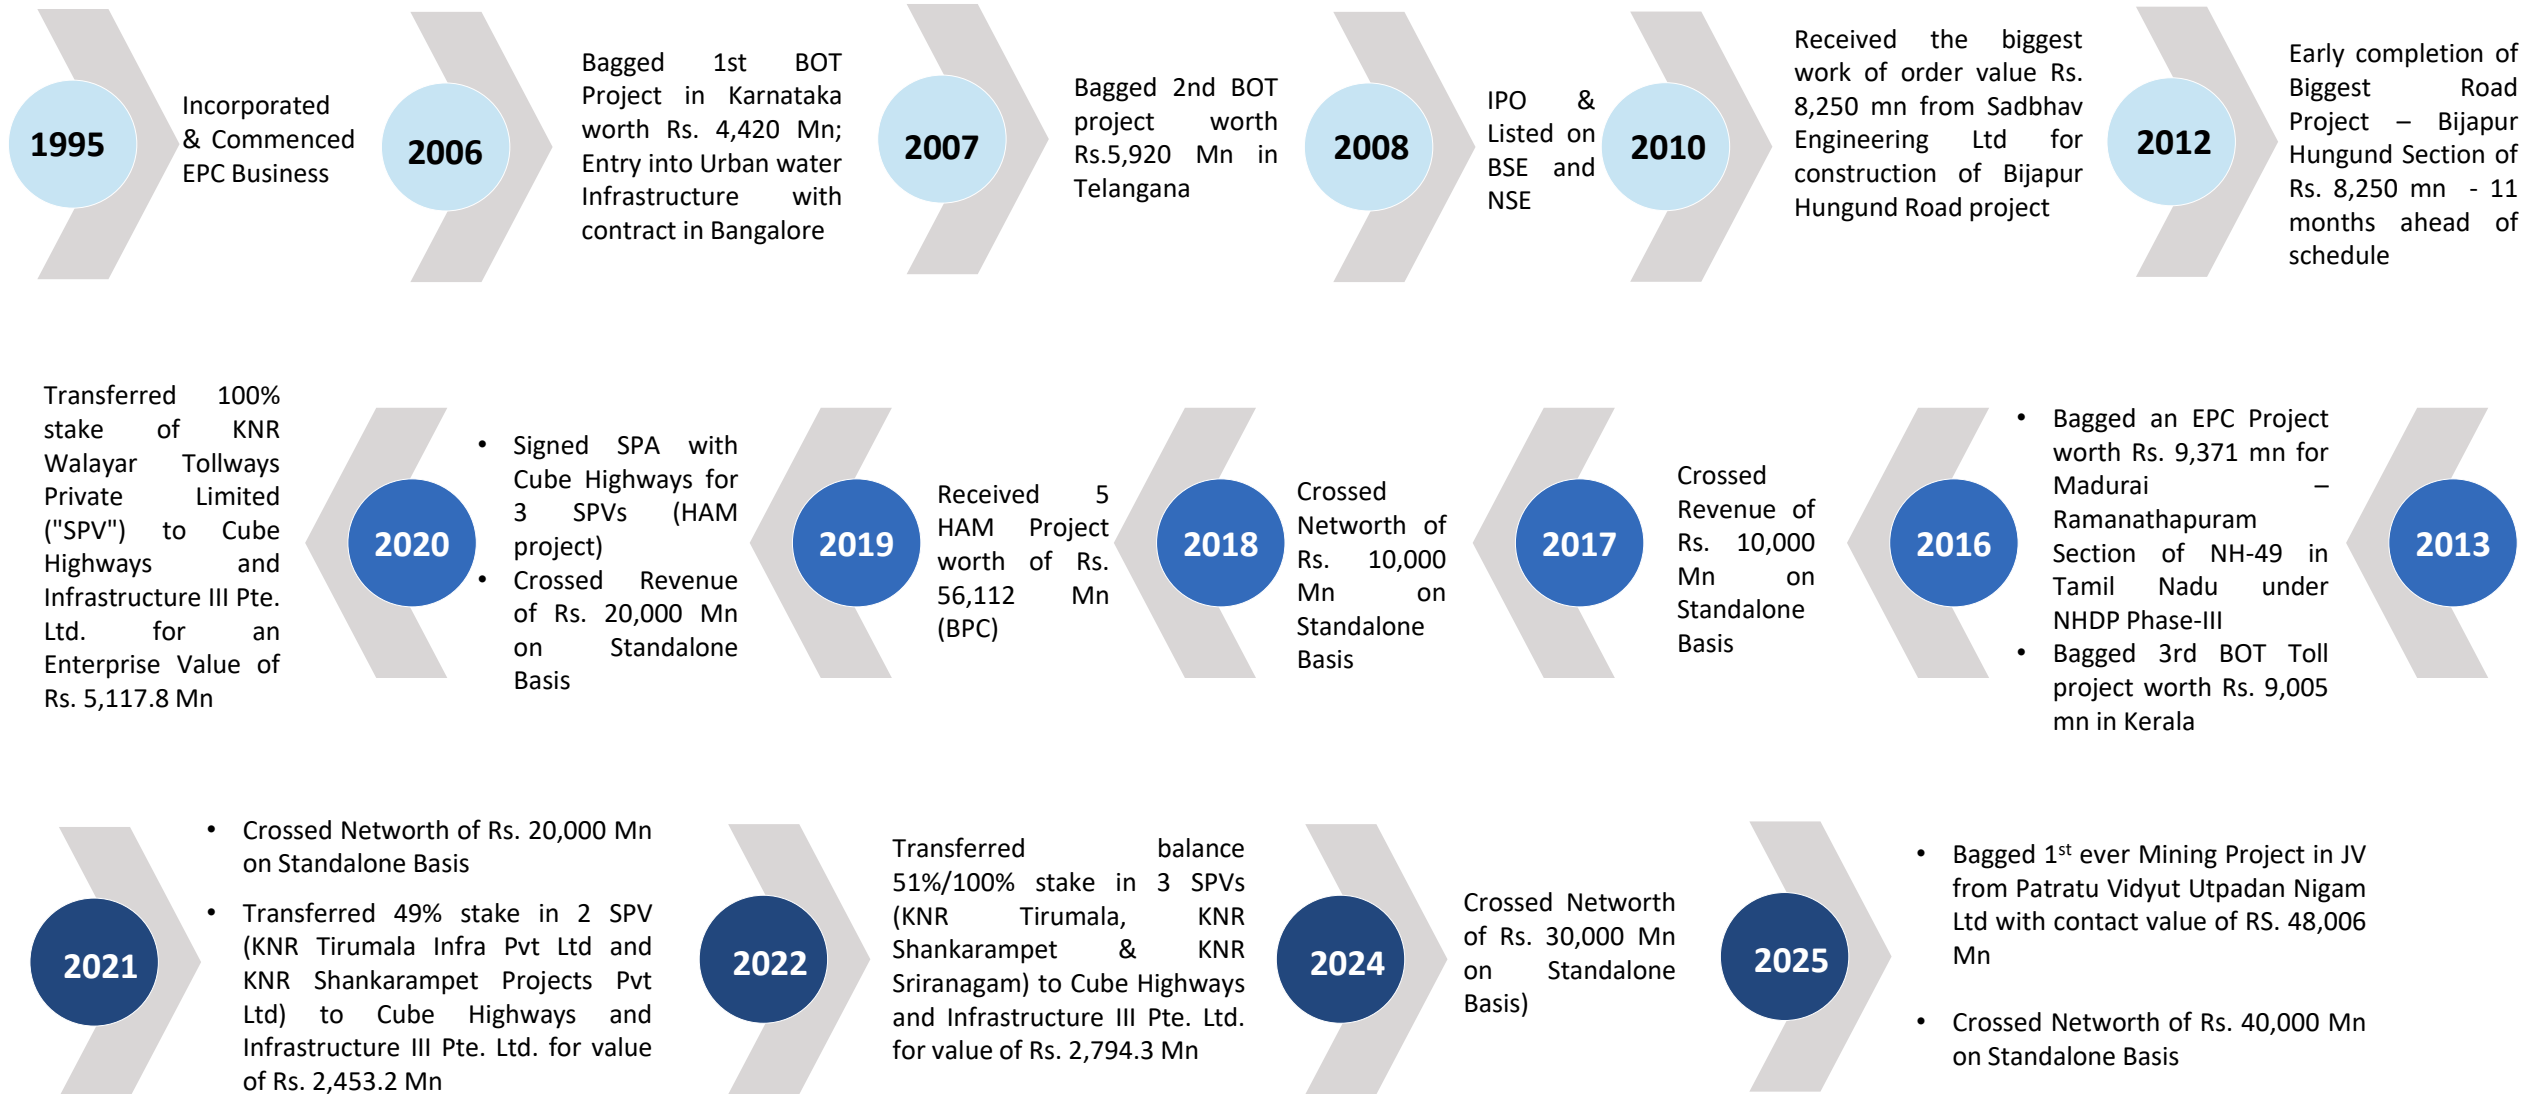 1995
Incorporated
& Commenced
EPC Business
2006
Bagged 1st BOT
Project in Karnataka
worth Rs. 4,420 Mn;
Entry into Urban water
Infrastructure with
contract in Bangalore
2007
Bagged 2nd BOT
project worth
Rs.5,920 Mn in
Telangana
2008
IPO &
Listed on
BSE and
NSE
2010
Received the biggest
work of order value Rs.
8,250 mn from Sadbhav
Engineering Ltd for
construction of Bijapur
Hungund Road project
2012
Early completion of
Biggest Road
Project – Bijapur
Hungund Section of
Rs. 8,250 mn - 11
months ahead of
schedule
2013
• Bagged an EPC Project
worth Rs. 9,371 mn for
Madurai –
Ramanathapuram
Section of NH-49 in
Tamil Nadu under
NHDP Phase-III
• Bagged 3rd BOT Toll
project worth Rs. 9,005
mn in Kerala
2016
Crossed
Revenue of
Rs. 10,000
Mn on
Standalone
Basis
2017
Crossed
Networth of
Rs. 10,000
Mn on
Standalone
Basis
2018
Received 5
HAM Project
worth of Rs.
56,112 Mn
(BPC)
2019
• Signed SPA with
Cube Highways for
3 SPVs (HAM
project)
• Crossed Revenue
of Rs. 20,000 Mn
on Standalone
Basis
2020
Transferred 100%
stake of KNR
Walayar Tollways
Private Limited
("SPV") to Cube
Highways and
Infrastructure III Pte.
Ltd. for an
Enterprise Value of
Rs. 5,117.8 Mn
2021
• Crossed Networth of Rs. 20,000 Mn
on Standalone Basis
• Transferred 49% stake in 2 SPV
(KNR Tirumala Infra Pvt Ltd and
KNR Shankarampet Projects Pvt
Ltd) to Cube Highways and
Infrastructure III Pte. Ltd. for value
of Rs. 2,453.2 Mn
2022
Transferred balance
51%/100% stake in 3 SPVs
(KNR Tirumala, KNR
Shankarampet & KNR
Sriranagam) to Cube Highways
and Infrastructure III Pte. Ltd.
for value of Rs. 2,794.3 Mn
2024
Crossed Networth
of Rs. 30,000 Mn
on Standalone
Basis)
2025
• Bagged 1st ever Mining Project in JV
from Patratu Vidyut Utpadan Nigam
Ltd with contact value of RS. 48,006
Mn
• Crossed Networth of Rs. 40,000 Mn
on Standalone Basis